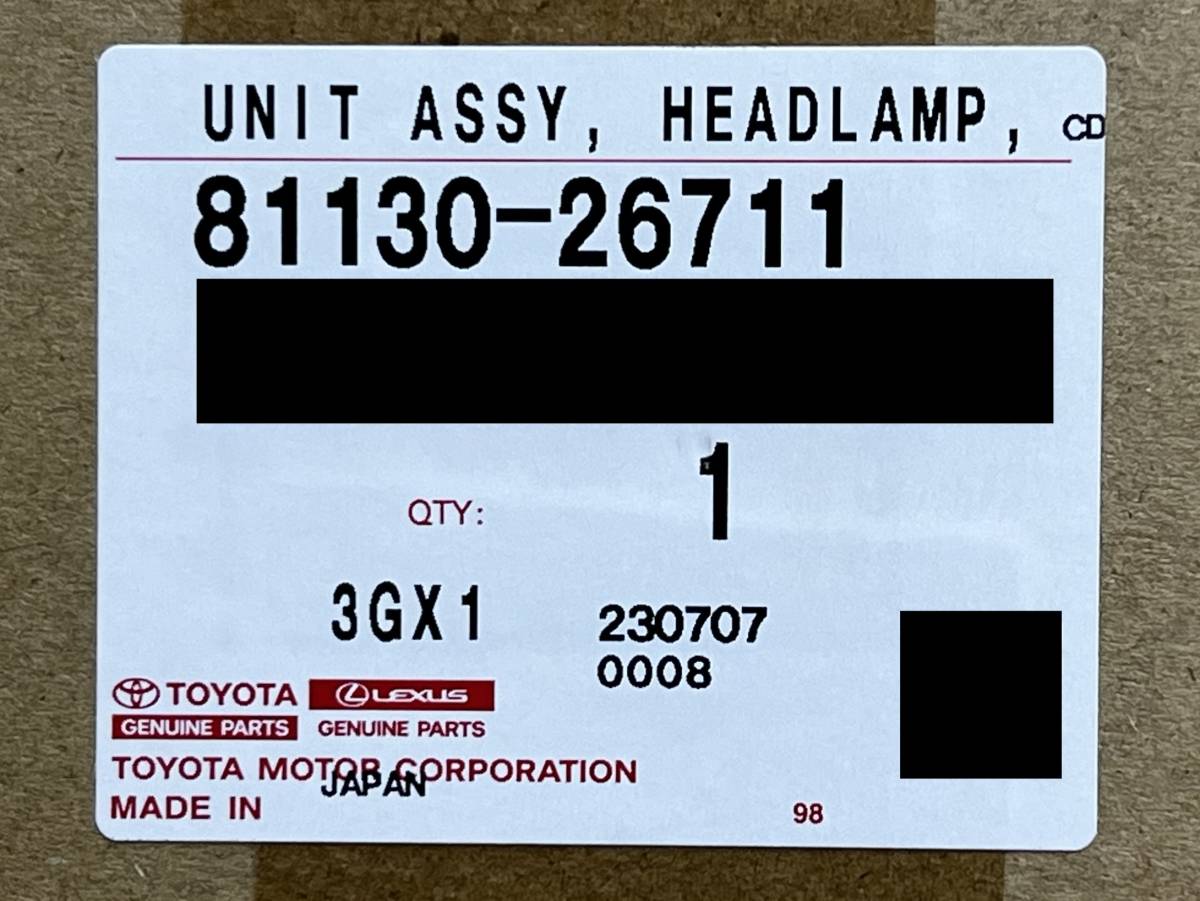 UNIT ASSY, HEADLAMP, CD
81130-26711
QTY: 1
3GX1 230707
0008
TOYOTA LEXUS
GENUINE PARTS GENUINE PARTS
TOYOTA MOTOR CORPORATION
MADE IN JAPAN
98